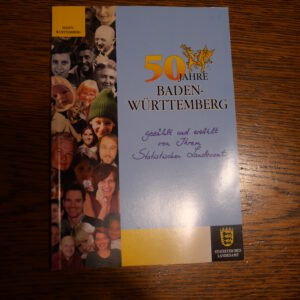 BADEN-
WÜRTTEMBERG
50 JAHRE
BADEN-
WÜRTTEMBERG
gezählt und erzählt
von Ihrem
Statistischen Landesamt
STATISTISCHES
LANDESAMT